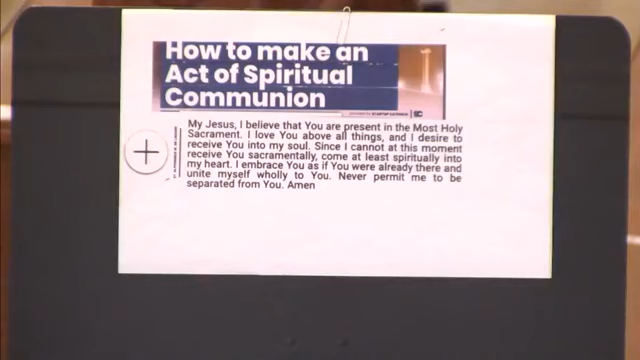 How to make an
Act of Spiritual
Communion
My Jesus, I believe that You are present in the Most Holy
Sacrament. I love You above all things, and I desire to
receive You into my soul. Since I cannot at this moment
receive You sacramentally, come at least spiritually into
my heart. I embrace You as if You were already there and
unite myself wholly to You. Never permit me to be
separated from You. Amen